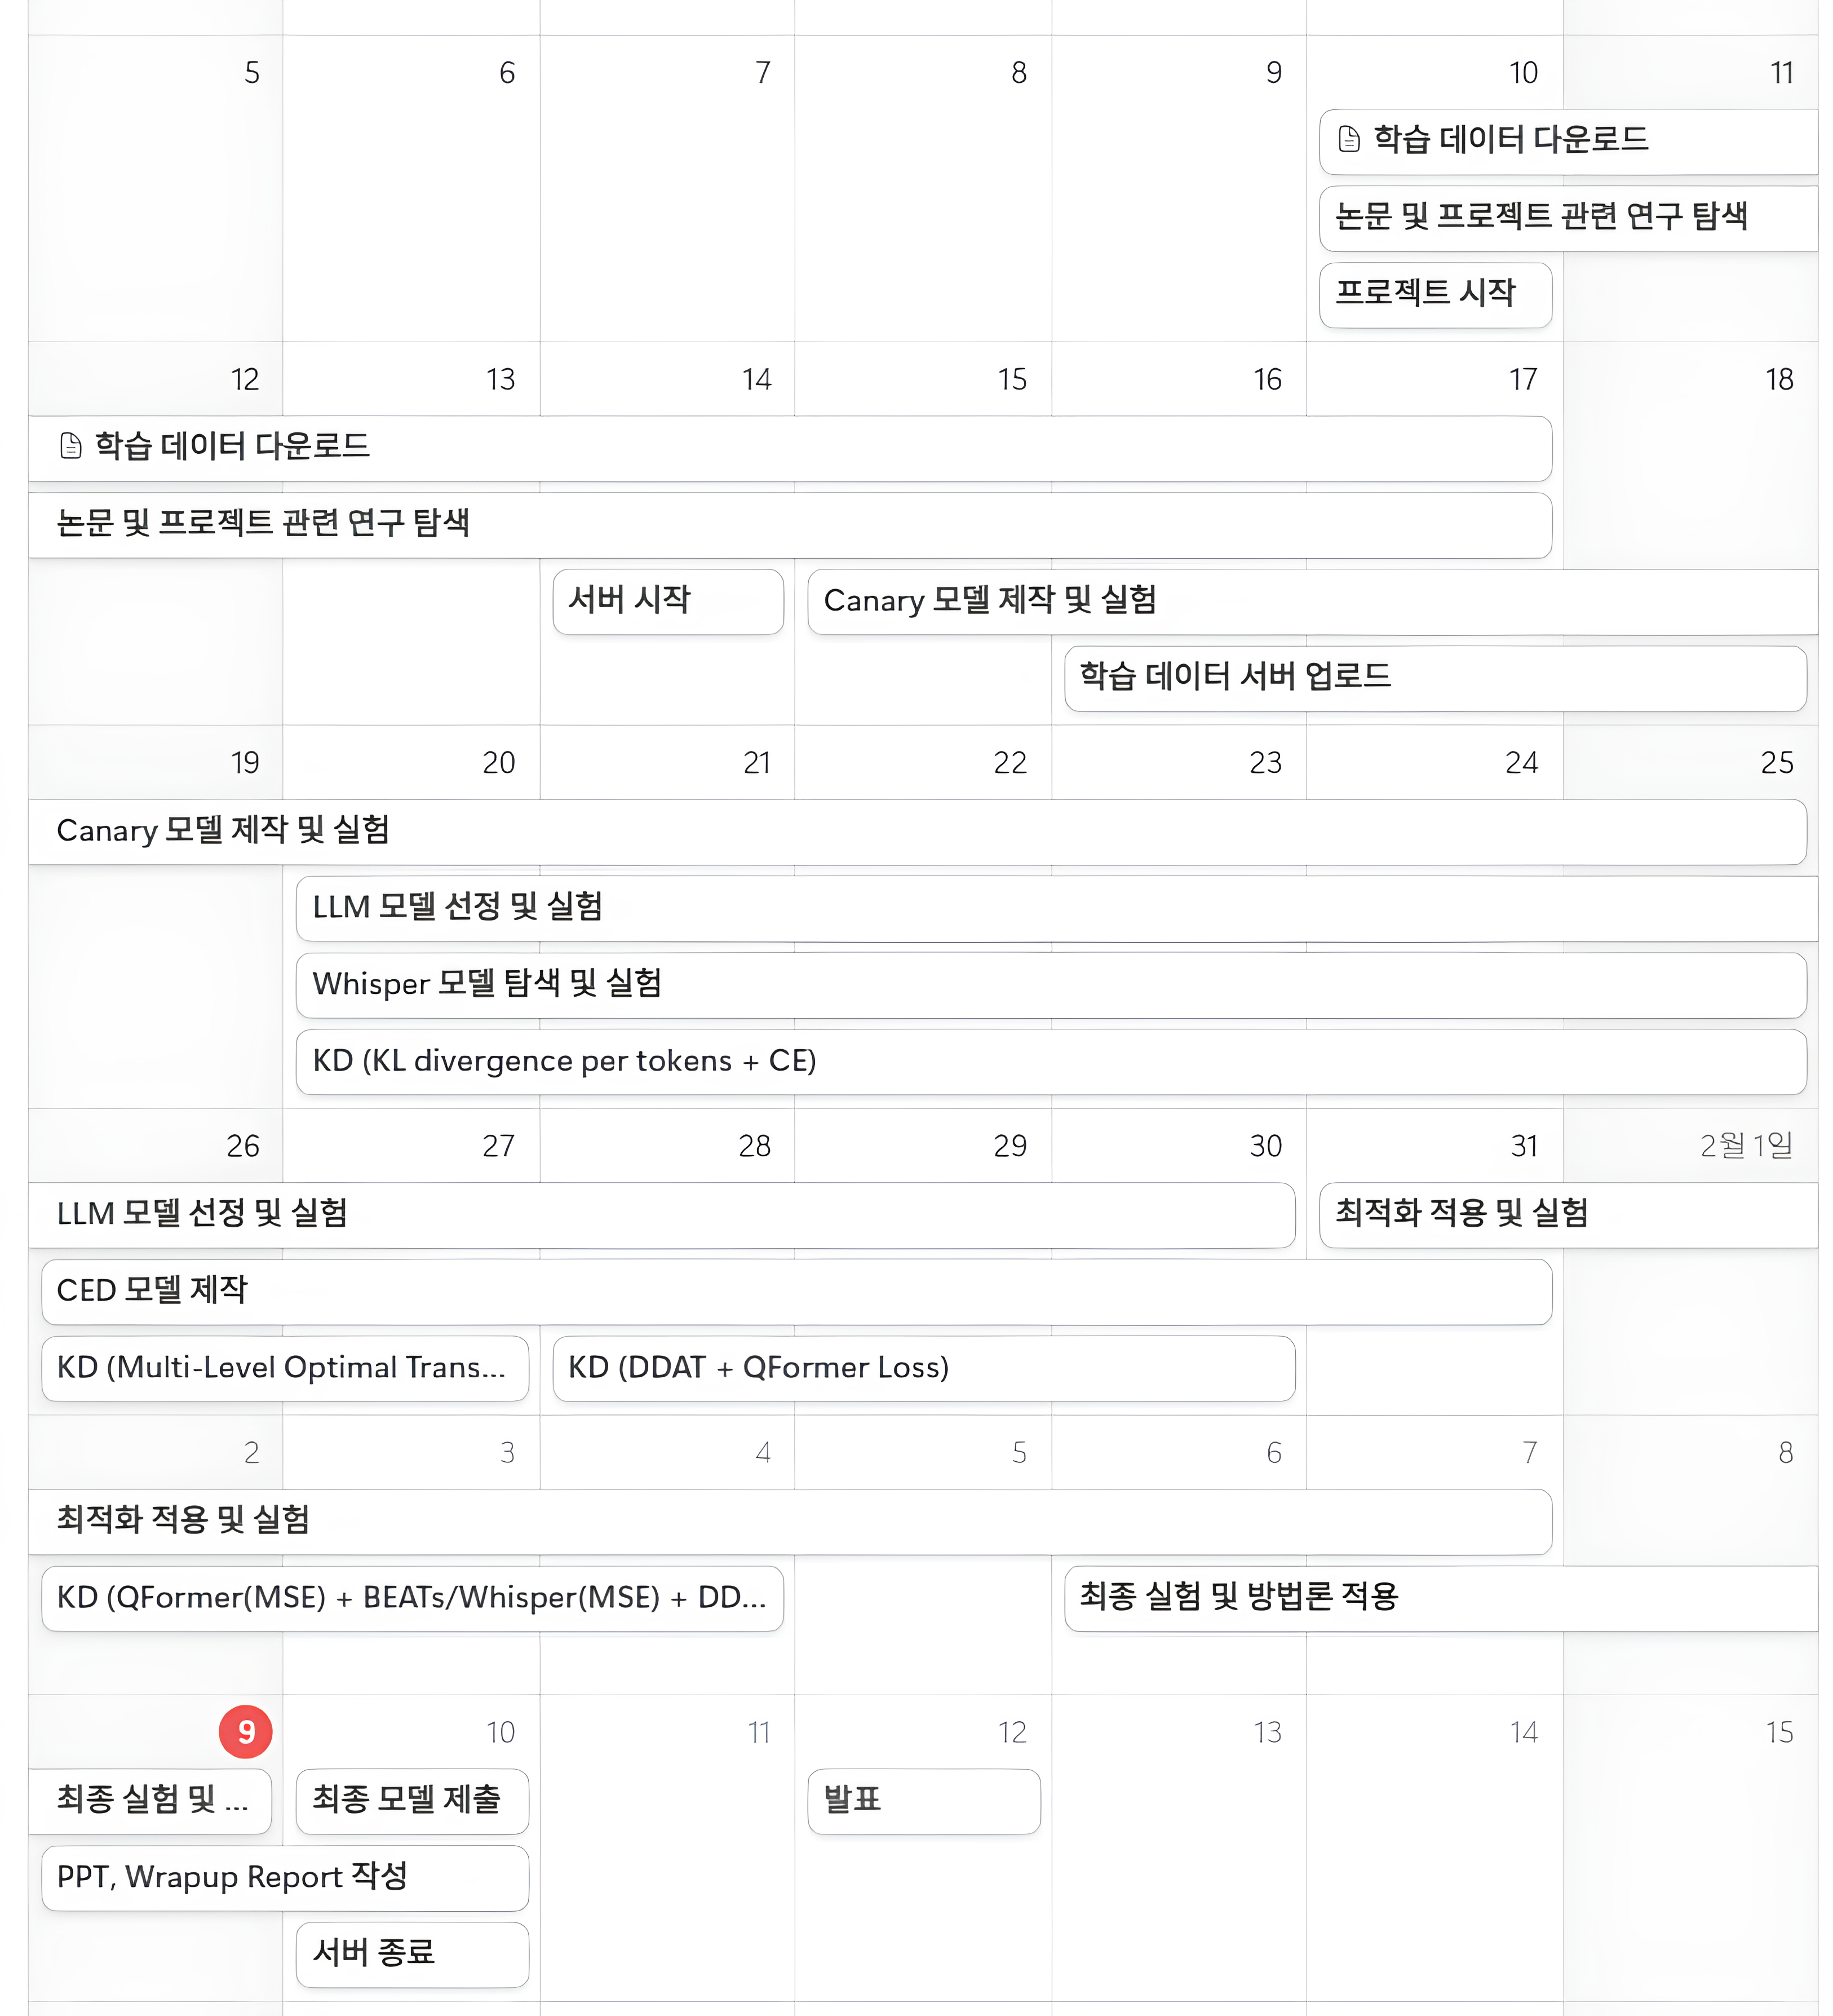 5 6 7 8 9 10 11
학습 데이터 다운로드
논문 및 프로젝트 관련 연구 탐색
프로젝트 시작
12 13 14 15 16 17 18
학습 데이터 다운로드
논문 및 프로젝트 관련 연구 탐색
서버 시작 Canary 모델 제작 및 실험
학습 데이터 서버 업로드
19 20 21 22 23 24 25
Canary 모델 제작 및 실험
LLM 모델 선정 및 실험
Whisper 모델 탐색 및 실험
KD (KL divergence per tokens + CE)
26 27 28 29 30 31 2월 1일
LLM 모델 선정 및 실험 최적화 적용 및 실험
CED 모델 제작
KD (Multi-Level Optimal Trans... KD (DDAT + QFormer Loss)
2 3 4 5 6 7 8
최적화 적용 및 실험
KD (QFormer(MSE) + BEATs/Whisper(MSE) + DD... 최종 실험 및 방법론 적용
9 10 11 12 13 14 15
최종 실험 및 ... 최종 모델 제출 발표
PPT, Wrapup Report 작성
서버 종료